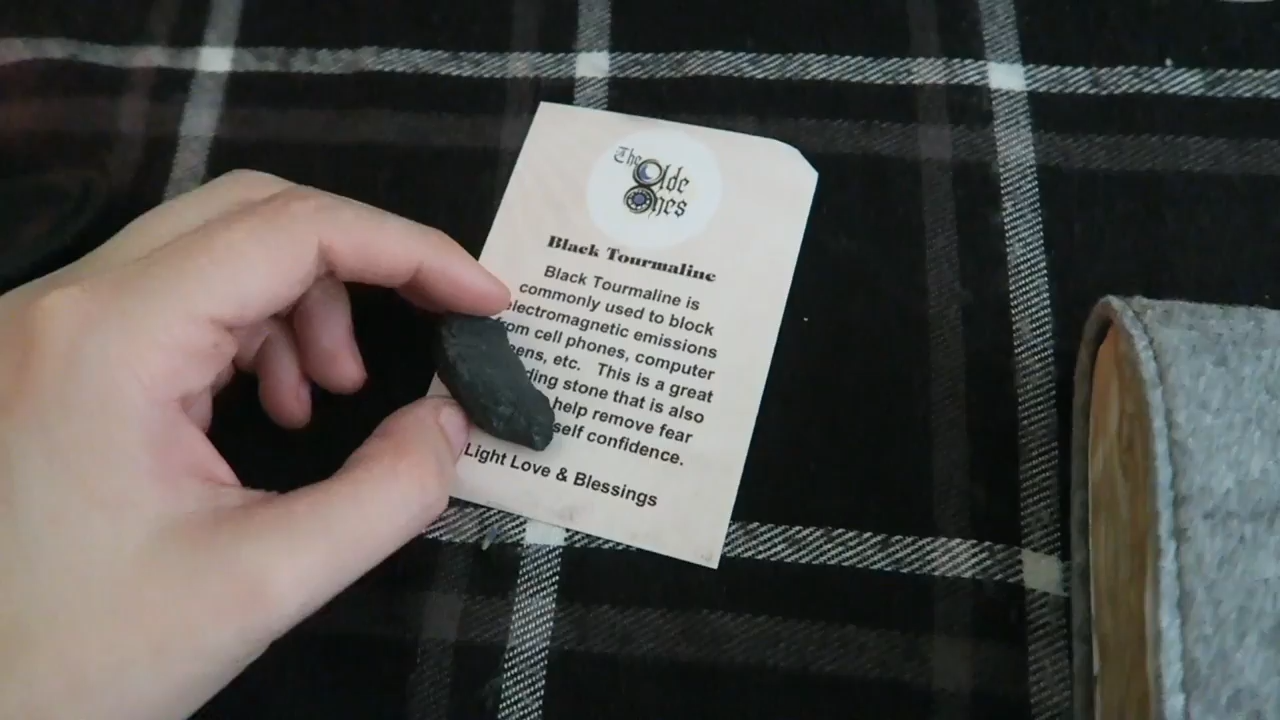 The
Olde
Ones
Black Tourmaline
Black Tourmaline is
commonly used to block
electromagnetic emissions
from cell phones, computer
etc. This is a great
stone that is also
help remove fear
self confidence.
Light Love & Blessings